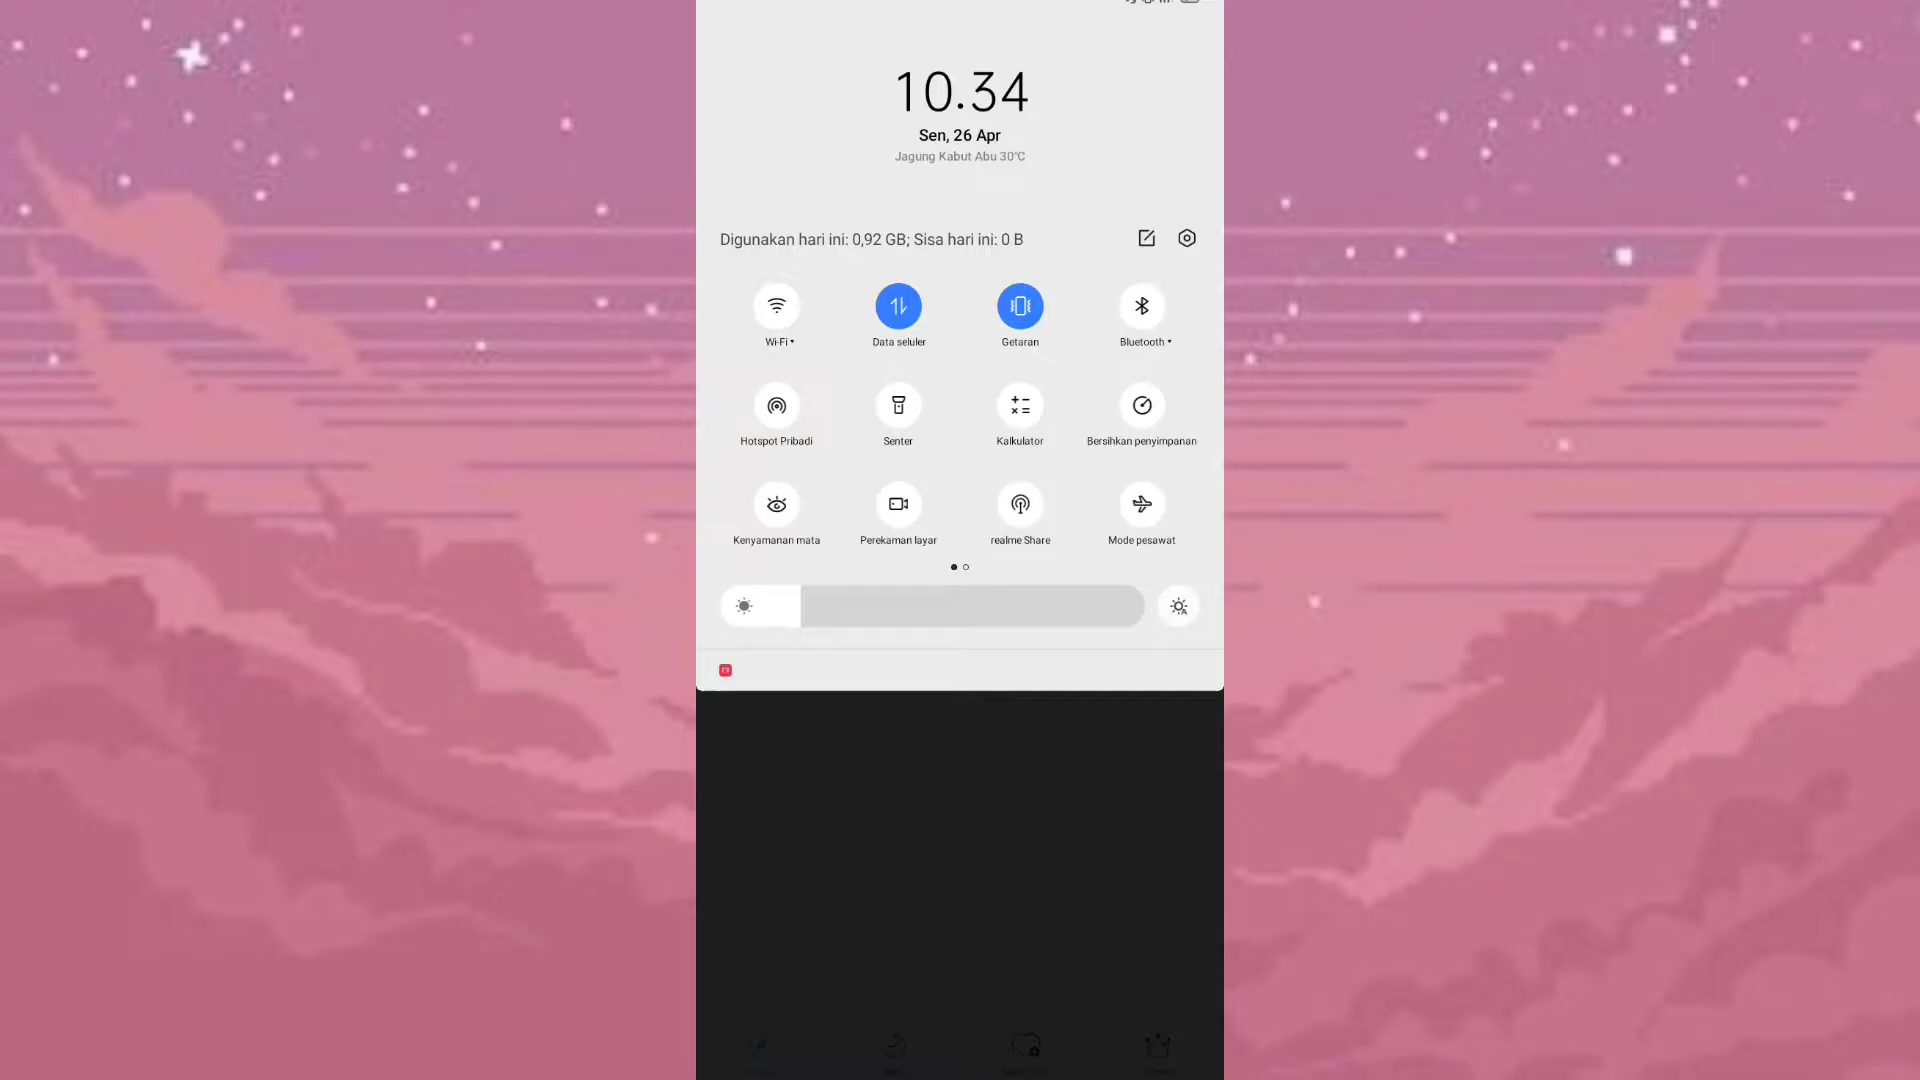 10.34
Sen, 26 Apr
Jagung Kabut Abu 30°C
Digunakan hari ini: 0,92 GB; Sisa hari ini: 0 B
Wi-Fi
Data seluler
Getaran
Bluetooth
Hotspot Pribadi
Senter
Kalkulator
Bersihkan penyimpanan
Kenyamanan mata
Perekaman layar
realme Share
Mode pesawat